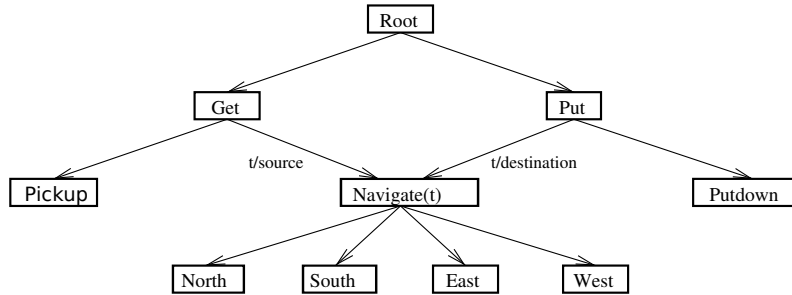 Root
Get
Put
t/source
t/destination
Pickup
Navigate(t)
Putdown
North
South
East
West